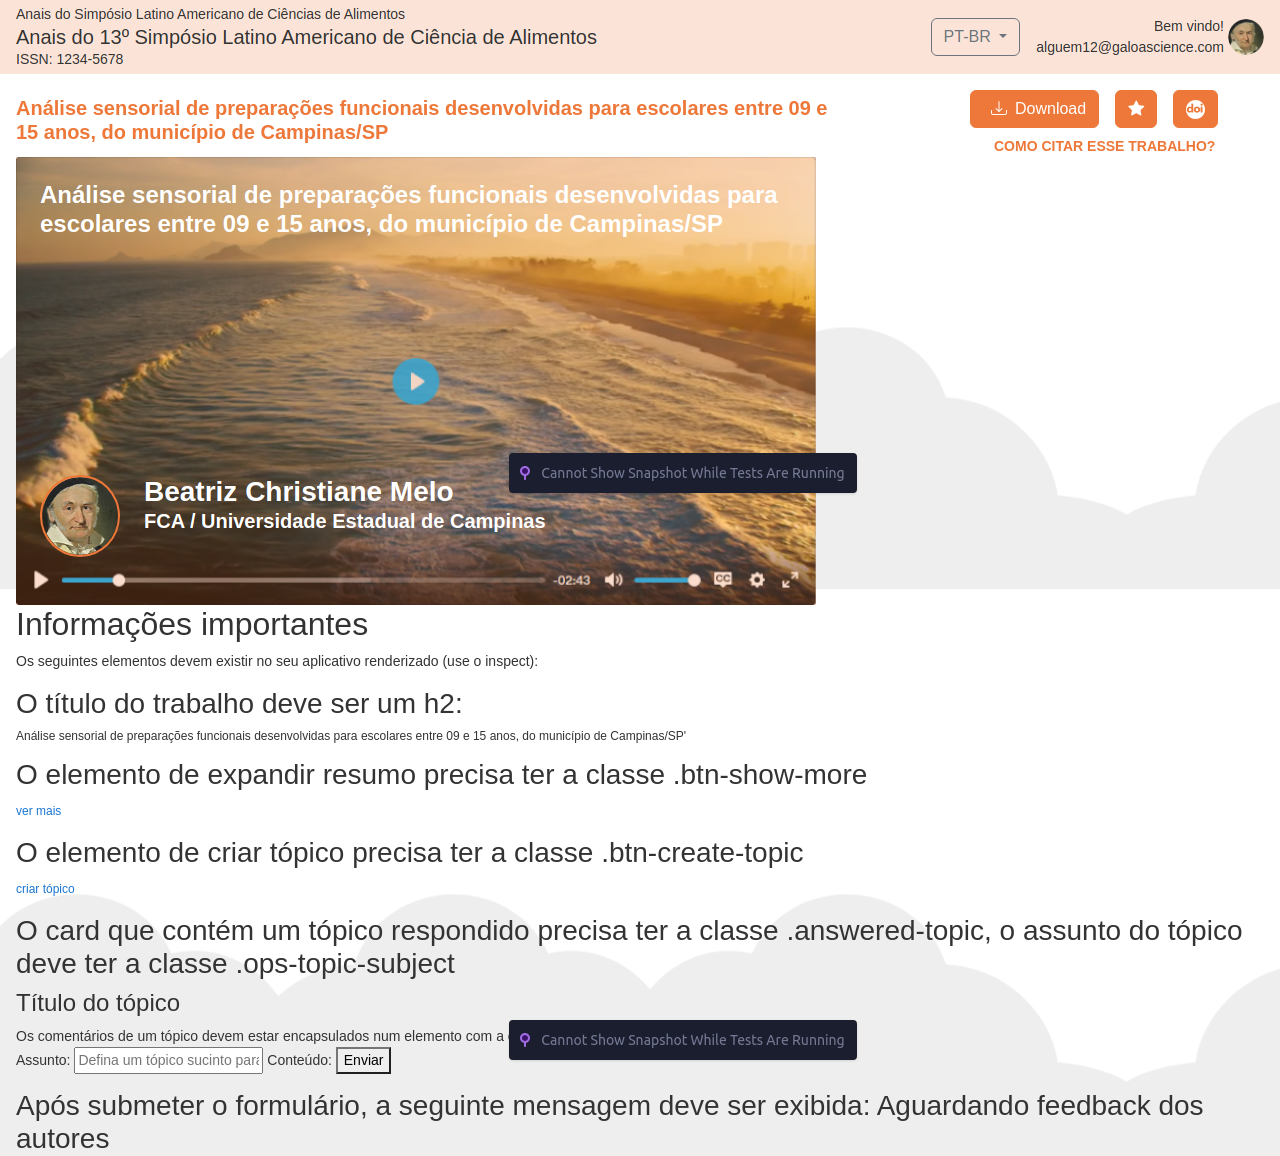 Anais do Simpósio Latino Americano de Ciências de Alimentos
Anais do 13º Simpósio Latino Americano de Ciência de Alimentos
ISSN: 1234-5678
PT-BR
Bem vindo!
alguem12@galoascience.com
Análise sensorial de preparações funcionais desenvolvidas para escolares entre 09 e
15 anos, do município de Campinas/SP
Download
doi
COMO CITAR ESSE TRABALHO?
Análise sensorial de preparações funcionais desenvolvidas para
escolares entre 09 e 15 anos, do município de Campinas/SP
Cannot Show Snapshot While Tests Are Running
Beatriz Christiane Melo
FCA / Universidade Estadual de Campinas
-02:43
CC
Informações importantes
Os seguintes elementos devem existir no seu aplicativo renderizado (use o inspect):
O título do trabalho deve ser um h2:
Análise sensorial de preparações funcionais desenvolvidas para escolares entre 09 e 15 anos, do município de Campinas/SP'
O elemento de expandir resumo precisa ter a classe .btn-show-more
ver mais
O elemento de criar tópico precisa ter a classe .btn-create-topic
criar tópico
O card que contém um tópico respondido precisa ter a classe .answered-topic, o assunto do tópico
deve ter a classe .ops-topic-subject
Título do tópico
Os comentários de um tópico devem estar encapsulados num elemento com a
Cannot Show Snapshot While Tests Are Running
Assunto: Defina um tópico sucinto para Conteúdo: Enviar
Após submeter o formulário, a seguinte mensagem deve ser exibida: Aguardando feedback dos
autores